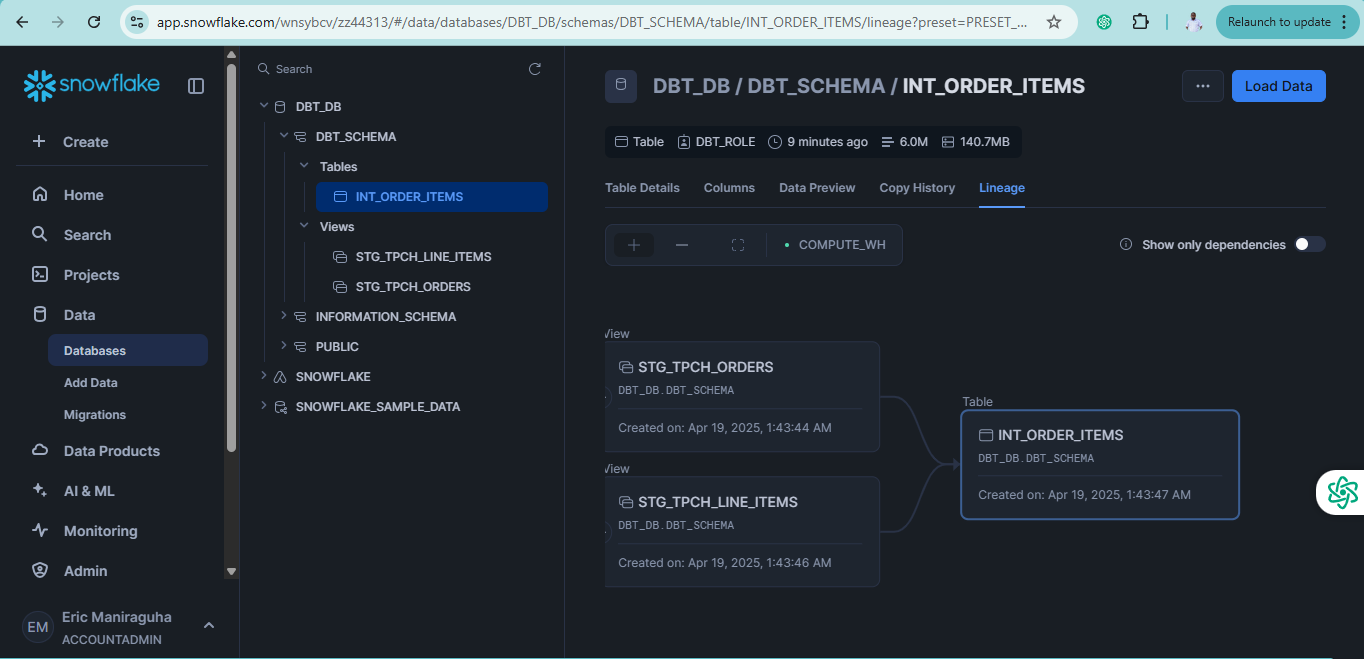 app.snowflake.com/wnsybcv/zz44313/#/data/databases/DBT_DB/schemas/DBT_SCHEMA/table/INT_ORDER_ITEMS/lineage?preset=PRESET_...
Relaunch to update
snowflake
Create
Home
Search
Projects
Data
Databases
Add Data
Migrations
Data Products
AI & ML
Monitoring
Admin
EM
Eric Maniraguha
ACCOUNTADMIN
Search
DBT_DB
DBT_SCHEMA
Tables
INT_ORDER_ITEMS
Views
STG_TPCH_LINE_ITEMS
STG_TPCH_ORDERS
INFORMATION_SCHEMA
PUBLIC
SNOWFLAKE
SNOWFLAKE_SAMPLE_DATA
DBT_DB / DBT_SCHEMA / INT_ORDER_ITEMS
... Load Data
Table DBT_ROLE 9 minutes ago 6.0M 140.7MB
Table Details Columns Data Preview Copy History Lineage
COMPUTE_WH
Show only dependencies
View
STG_TPCH_ORDERS
DBT_DB.DBT_SCHEMA
Created on: Apr 19, 2025, 1:43:44 AM
View
STG_TPCH_LINE_ITEMS
DBT_DB.DBT_SCHEMA
Created on: Apr 19, 2025, 1:43:46 AM
Table
INT_ORDER_ITEMS
DBT_DB.DBT_SCHEMA
Created on: Apr 19, 2025, 1:43:47 AM